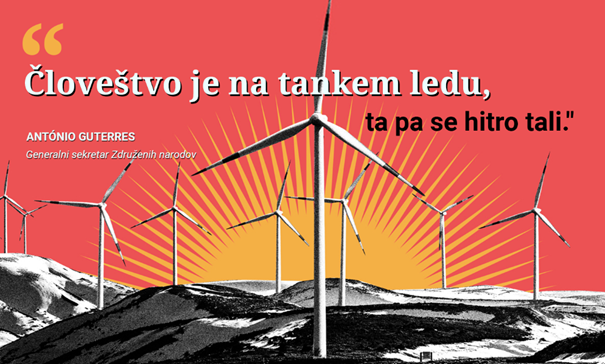 “
Človeštvo je na tankem ledu,
ta pa se hitro tali."
ANTÓNIO GUTERRES
Generalni sekretar Združenih narodov